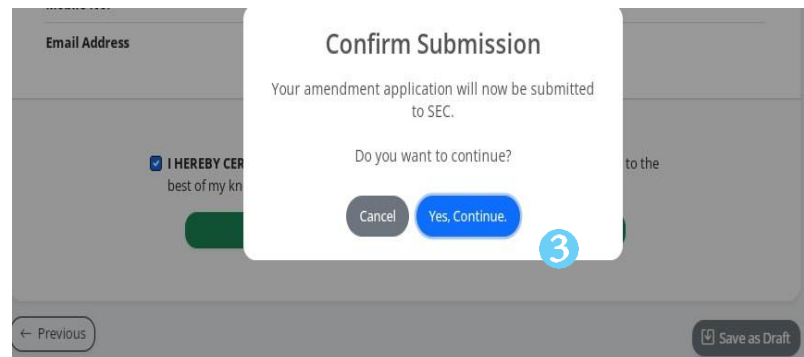 Email Address
Confirm Submission
Your amendment application will now be submitted
to SEC.
Do you want to continue?
I HEREBY CER
to the
best of my kn
Cancel
Yes, Continue.
3
← Previous
Save as Draft